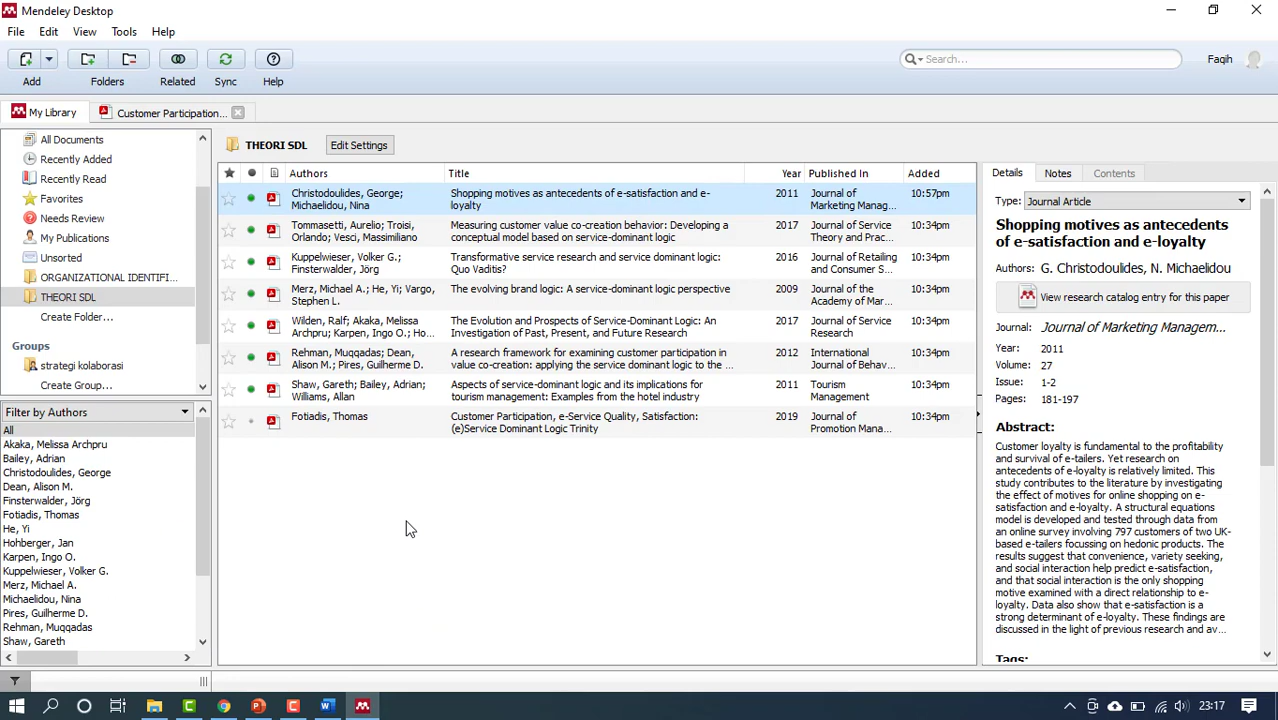 Mendeley Desktop
File Edit View Tools Help
Add Folders Related Sync Help
Search...
Faqih
My Library
Customer Participation...
All Documents
Recently Added
Recently Read
Favorites
Needs Review
My Publications
Unsorted
ORGANIZATIONAL IDENTIFI...
THEORI SDL
Create Folder...
Groups
strategi kolaborasi
Create Group...
Filter by Authors
All
Akaka, Melissa Archpru
Bailey, Adrian
Christodoulides, George
Dean, Alison M.
Finsterwalder, Jörg
Fotiadis, Thomas
He, Yi
Hohberger, Jan
Karpen, Ingo O.
Kuppelwieser, Volker G.
Merz, Michael A.
Michaelidou, Nina
Pires, Guilherme D.
Rehman, Muqqadas
Shaw, Gareth
THEORI SDL
Edit Settings
Authors Title Year Published In Added
Christodoulides, George; Shopping motives as antecedents of e-satisfaction and e- 2011 Journal of 10:57pm
Michaelidou, Nina loyalty Marketing Manag...
Tommasetti, Aurelio; Troisi, Measuring customer value co-creation behavior: Developing a 2017 Journal of Service 10:34pm
Orlando; Vesci, Massimiliano conceptual model based on service-dominant logic Theory and Prac...
Kuppelwieser, Volker G.; Transformative service research and service dominant logic: 2016 Journal of Retailing 10:34pm
Finsterwalder, Jörg Quo Vaditis? and Consumer S...
Merz, Michael A.; He, Yi; Vargo, The evolving brand logic: A service-dominant logic perspective 2009 Journal of the 10:34pm
Stephen L. Academy of Mar...
Wilden, Ralf; Akaka, Melissa The Evolution and Prospects of Service-Dominant Logic: An 2017 Journal of Service 10:34pm
Archpru; Karpen, Ingo O.; Ho... Investigation of Past, Present, and Future Research Research
Rehman, Muqqadas; Dean, A research framework for examining customer participation in 2012 International 10:34pm
Alison M.; Pires, Guilherme D. value co-creation: applying the service dominant logic to the ... Journal of Behav...
Shaw, Gareth; Bailey, Adrian; Aspects of service-dominant logic and its implications for 2011 Tourism 10:34pm
Williams, Allan tourism management: Examples from the hotel industry Management
Fotiadis, Thomas Customer Participation, e-Service Quality, Satisfaction: 2019 Journal of 10:34pm
(e)Service Dominant Logic Trinity Promotion Mana...
Details Notes Contents
Type: Journal Article
Shopping motives as antecedents
of e-satisfaction and e-loyalty
Authors: G. Christodoulides, N. Michaelidou
View research catalog entry for this paper
Journal: Journal of Marketing Managem...
Year: 2011
Volume: 27
Issue: 1-2
Pages: 181-197
Abstract:
Customer loyalty is fundamental to the profitability
and survival of e-tailers. Yet research on
antecedents of e-loyalty is relatively limited. This
study contributes to the literature by investigating
the effect of motives for online shopping on e-
satisfaction and e-loyalty. A structural equations
model is developed and tested through data from
an online survey involving 797 customers of two UK-
based e-tailers focussing on hedonic products. The
results suggest that convenience, variety seeking,
and social interaction help predict e-satisfaction,
and that social interaction is the only shopping
motive examined with a direct relationship to e-
loyalty. Data also show that e-satisfaction is a
strong determinant of e-loyalty. These findings are
discussed in the light of previous research and av...
Tags:
23:17